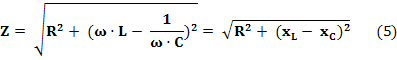 Z = √(R² + (ω · L − 1/(ω · C))²) = √(R² + (x_L − x_C)²) (5)